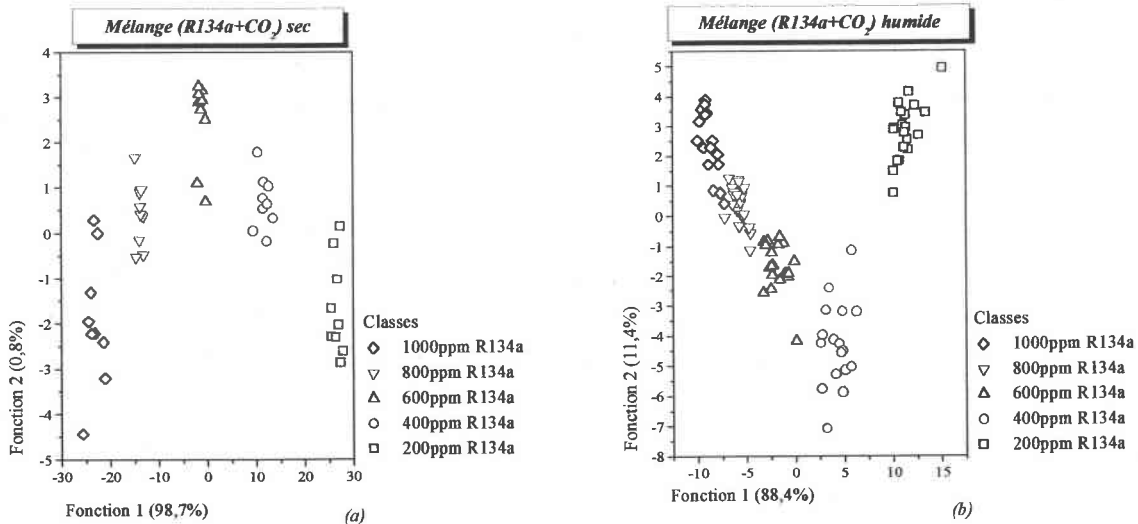 Mélange (R134a+CO₂) sec
4
3
2
1
0
-1
-2
-3
-4
-5
Fonction 2 (0,8%)
-30
-20
-10
0
10
20
30
Fonction 1 (98,7%)
(a)
Classes
1000ppm R134a
800ppm R134a
600ppm R134a
400ppm R134a
200ppm R134a
Mélange (R134a+CO₂) humide
5
4
3
2
1
0
-1
-2
-3
-4
-5
-6
-7
-8
Fonction 2 (11,4%)
-10
-5
0
5
10
15
Fonction 1 (88,4%)
(b)
Classes
1000ppm R134a
800ppm R134a
600ppm R134a
400ppm R134a
200ppm R134a